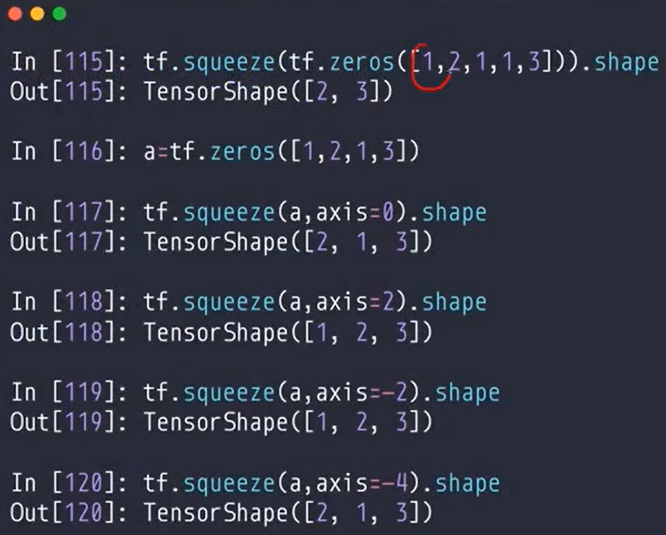 In [115]: tf.squeeze(tf.zeros([1,2,1,1,3])).shape
Out[115]: TensorShape([2, 3])
In [116]: a=tf.zeros([1,2,1,3])
In [117]: tf.squeeze(a,axis=0).shape
Out[117]: TensorShape([2, 1, 3])
In [118]: tf.squeeze(a,axis=2).shape
Out[118]: TensorShape([1, 2, 3])
In [119]: tf.squeeze(a,axis=-2).shape
Out[119]: TensorShape([1, 2, 3])
In [120]: tf.squeeze(a,axis=-4).shape
Out[120]: TensorShape([2, 1, 3])